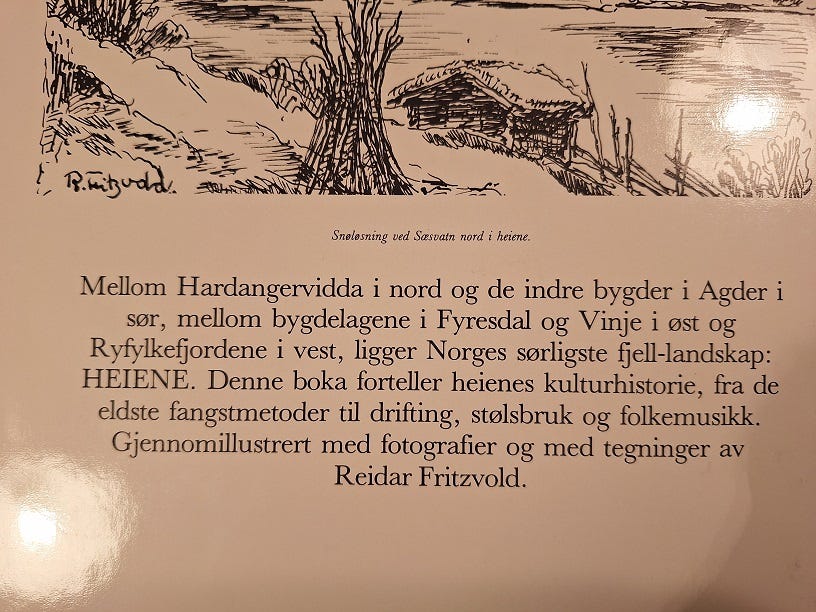 R. Fritzvold.
Snøløsning ved Sæsvatn nord i heiene.
Mellom Hardangervidda i nord og de indre bygder i Agder i
sør, mellom bygdelagene i Fyresdal og Vinje i øst og
Ryfylkefjordene i vest, ligger Norges sørligste fjell-landskap:
HEIENE. Denne boka forteller heienes kulturhistorie, fra de
eldste fangstmetoder til drifting, stølsbruk og folkemusikk.
Gjennomillustrert med fotografier og med tegninger av
Reidar Fritzvold.